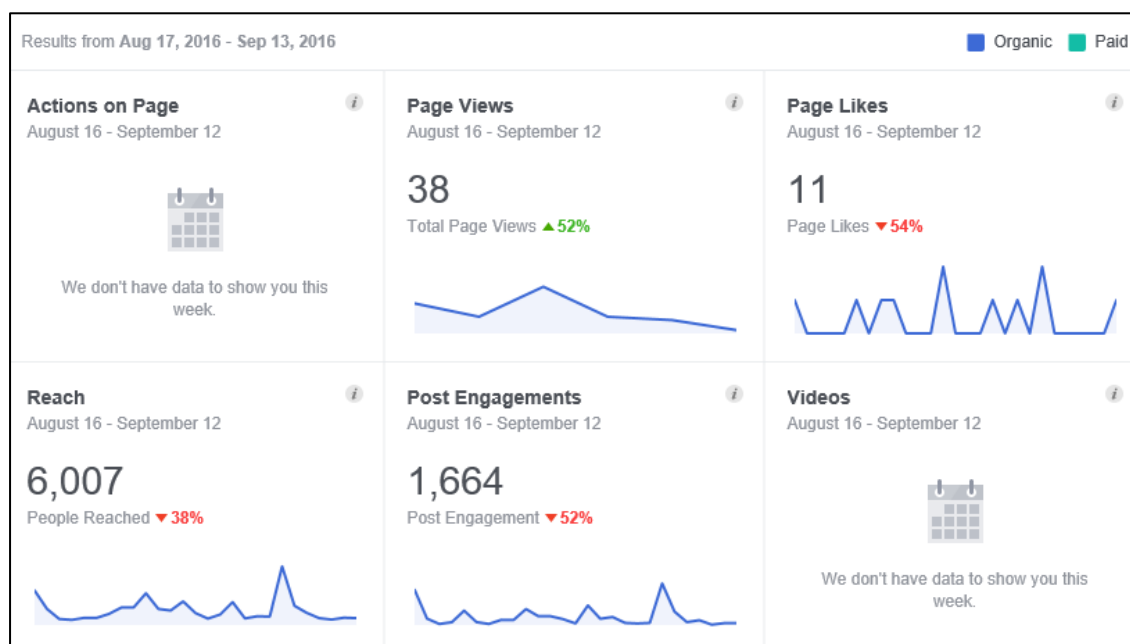 Results from Aug 17, 2016 - Sep 13, 2016
Organic Paid
Actions on Page
August 16 - September 12
We don't have data to show you this
week.
Page Views
August 16 - September 12
38
Total Page Views ▲52%
Page Likes
August 16 - September 12
11
Page Likes ▼54%
Reach
August 16 - September 12
6,007
People Reached ▼38%
Post Engagements
August 16 - September 12
1,664
Post Engagement ▼52%
Videos
August 16 - September 12
We don't have data to show you this
week.